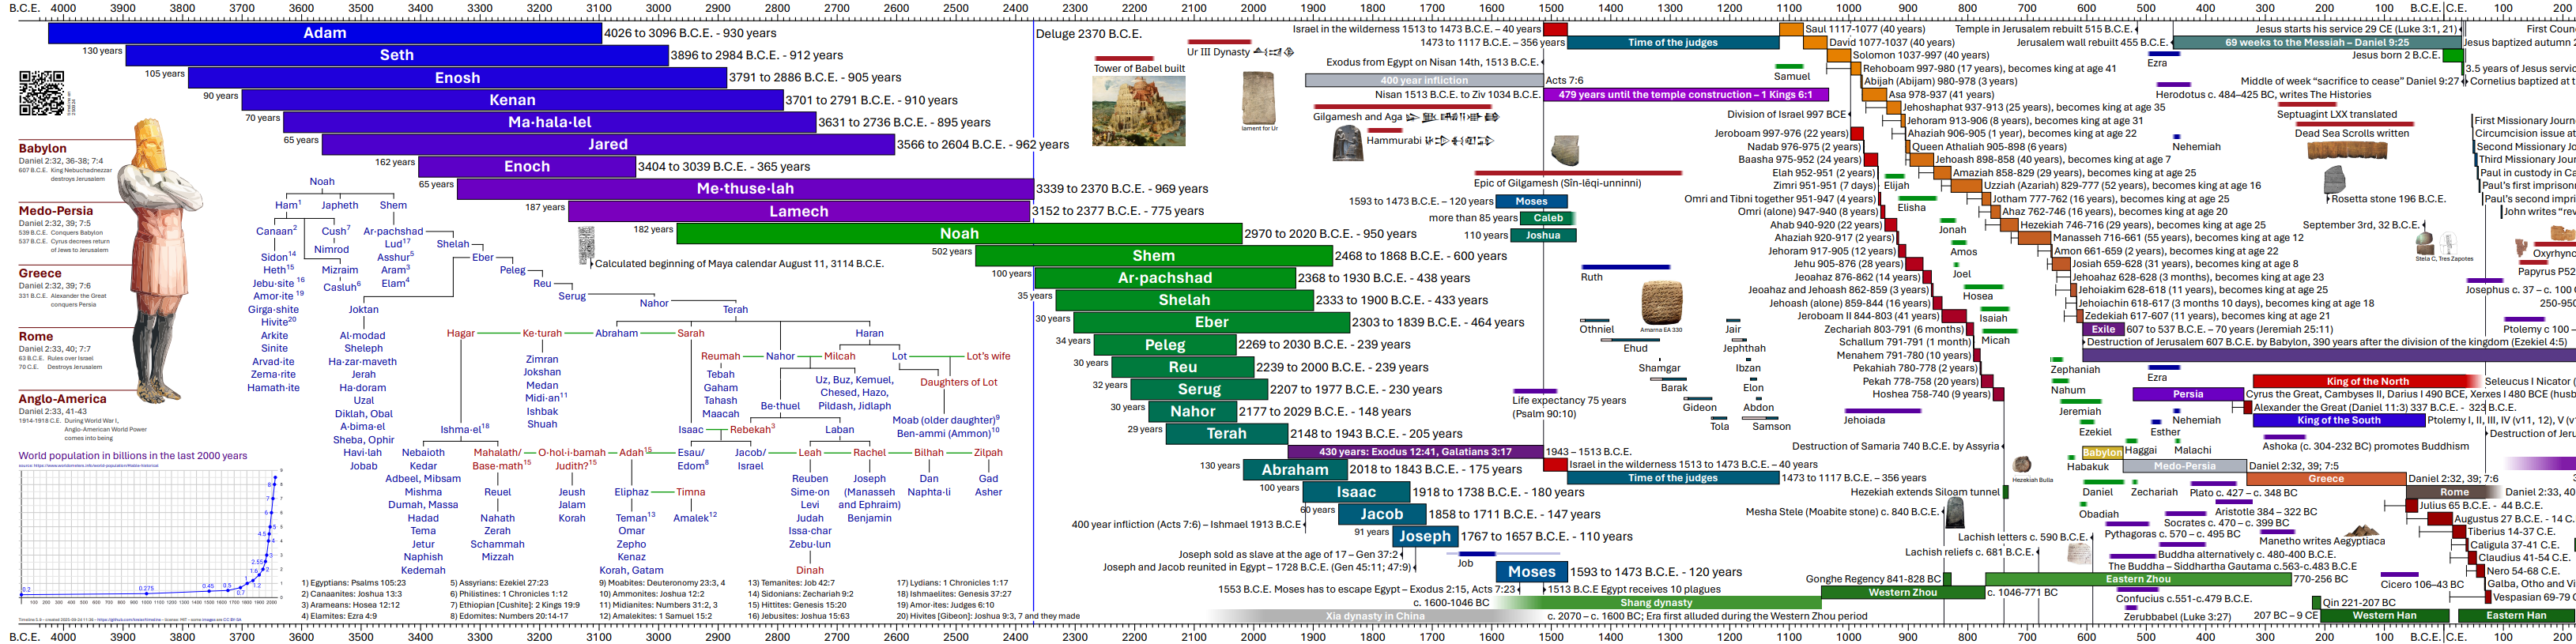 B.C.E. 4000 3900 3800 3700 3600 3500 3400 3300 3200 3100 3000 2900 2800 2700 2600 2500 2400 2300 2200 2100 2000 1900 1800 1700 1600 1500 1400 1300 1200 1100 1000 900 800 700 600 500 400 300 200 100 B.C.E. C.E. 100 200
Adam 4026 to 3096 B.C.E. - 930 years
130 years Seth 3896 to 2984 B.C.E. - 912 years
105 years Enosh 3791 to 2886 B.C.E. - 905 years
90 years Kenan 3701 to 2791 B.C.E. - 910 years
70 years Ma·hala·lel 3631 to 2736 B.C.E. - 895 years
65 years Jared 3566 to 2604 B.C.E. - 962 years
162 years Enoch 3404 to 3039 B.C.E. - 365 years
65 years Me·thuse·lah 3339 to 2370 B.C.E. - 969 years
187 years Lamech 3152 to 2377 B.C.E. - 775 years
182 years Noah 2970 to 2020 B.C.E. - 950 years
502 years Shem 2468 to 1868 B.C.E. - 600 years
100 years Ar·pachshad 2368 to 1930 B.C.E. - 438 years
35 years Shelah 2333 to 1900 B.C.E. - 433 years
30 years Eber 2303 to 1839 B.C.E. - 464 years
34 years Peleg 2269 to 2030 B.C.E. - 239 years
30 years Reu 2239 to 2000 B.C.E. - 239 years
32 years Serug 2207 to 1977 B.C.E. - 230 years
30 years Nahor 2177 to 2029 B.C.E. - 148 years
29 years Terah 2148 to 1943 B.C.E. - 205 years
430 years: Exodus 12:41, Galatians 3:17 1943 – 1513 B.C.E.
130 years Abraham 2018 to 1843 B.C.E. - 175 years
100 years Isaac 1918 to 1738 B.C.E. - 180 years
60 years Jacob 1858 to 1711 B.C.E. - 147 years
91 years Joseph 1767 to 1657 B.C.E. - 110 years
400 year infliction (Acts 7:6) – Ishmael 1913 B.C.E.
Joseph sold as slave at the age of 17 – Gen 37:2
Joseph and Jacob reunited in Egypt – 1728 B.C.E. (Gen 45:11; 47:9)
Job
Moses 1593 to 1473 B.C.E. - 120 years
1553 B.C.E. Moses has to escape Egypt – Exodus 2:15, Acts 7:23
1513 B.C.E Egypt receives 10 plagues
c. 1600-1046 BC Shang dynasty
Xia dynasty in China c. 2070 – c. 1600 BC; Era first alluded during the Western Zhou period
Babylon
Daniel 2:32, 36-38; 7:4
607 B.C.E. King Nebuchadnezzar
destroys Jerusalem
Medo-Persia
Daniel 2:32, 39; 7:5
539 B.C.E. Conquers Babylon
537 B.C.E. Cyrus decrees return
of Jews to Jerusalem
Greece
Daniel 2:32, 39; 7:6
331 B.C.E. Alexander the Great
conquers Persia
Rome
Daniel 2:33, 40; 7:7
63 B.C.E. Rules over Israel
70 C.E. Destroys Jerusalem
Anglo-America
Daniel 2:33, 41-43
1914-1918 C.E. During World War I,
Anglo-American World Power
comes into being
World population in billions in the last 2000 years
Noah
Ham1 Japheth Shem
Canaan2 Cush7 Ar·pachshad
Nimrod Lud17 Shelah
Sidon14 Asshur5 Eber
Heth15 Mizraim Aram3 Peleg
Jebu·site16 Casluh6 Elam4 Reu
Amor·ite19 Serug
Girga·shite Joktan Nahor
Hivite20 Terah
Arkite Al·modad
Sinite Sheleph
Arvad·ite Ha·zar·maveth
Zema·rite Jerah
Hamath·ite Ha·doram
Uzal
Diklah, Obal
A·bima·el
Sheba, Ophir
Havi·lah
Jobab
Hagar Ke·turah Abraham Sarah Haran
Zimran
Jokshan
Medan
Midi·an11
Ishbak
Shuah
Reumah Nahor Milcah Lot Lot's wife
Tebah
Gaham
Tahash
Maacah
Uz, Buz, Kemuel,
Chesed, Hazo,
Pildash, Jidlaph
Be·thuel
Daughters of Lot
Moab (older daughter)9
Ben-ammi (Ammon)10
Ishma·el18 Isaac Rebekah3 Laban
Nebaioth
Kedar
Adbeel, Mibsam
Mishma
Dumah, Massa
Hadad
Tema
Jetur
Naphish
Kedemah
Mahalath/
Base·math15
Reuel
Nahath
Zerah
Schammah
Mizzah
O·holi·bamah
Judith?15
Jeush
Jalam
Korah
Adah15
Eliphaz Timna
Teman13 Amalek12
Omar
Zepho
Kenaz
Korah, Gatam
Esau/
Edom8
Jacob/
Israel
Leah Rachel Bilhah Zilpah
Reuben
Sime·on
Levi
Judah
Issa·char
Zebu·lun
Dinah
Joseph
(Manasseh
and Ephraim)
Benjamin
Dan
Naphta·li
Gad
Asher
Calculated beginning of Maya calendar August 11, 3114 B.C.E.
1) Egyptians: Psalms 105:23
2) Canaanites: Joshua 13:3
3) Arameans: Hosea 12:12
4) Elamites: Ezra 4:9
5) Assyrians: Ezekiel 27:23
6) Philistines: 1 Chronicles 1:12
7) Ethiopian [Cushite]: 2 Kings 19:9
8) Edomites: Numbers 20:14-17
9) Moabites: Deuteronomy 23:3, 4
10) Ammonites: Joshua 12:2
11) Midianites: Numbers 31:2, 3
12) Amalekites: 1 Samuel 15:2
13) Temanites: Job 42:7
14) Sidonians: Zechariah 9:2
15) Hittites: Genesis 15:20
16) Jebusites: Joshua 15:63
17) Lydians: 1 Chronicles 1:17
18) Ishmaelites: Genesis 37:27
19) Amor·ites: Judges 6:10
20) Hivites [Gibeon]: Joshua 9:3, 7 and they made
Deluge 2370 B.C.E.
Tower of Babel built
Ur III Dynasty
lament for Ur
Israel in the wilderness 1513 to 1473 B.C.E. – 40 years
1473 to 1117 B.C.E. – 356 years Time of the judges
Exodus from Egypt on Nisan 14th, 1513 B.C.E.
400 year infliction Acts 7:6
Nisan 1513 B.C.E. to Ziv 1034 B.C.E. 479 years until the temple construction – 1 Kings 6:1
Gilgamesh and Aga
Hammurabi
Epic of Gilgamesh (Sîn-lēqi-unninni)
1593 to 1473 B.C.E. – 120 years Moses
more than 85 years Caleb
110 years Joshua
Ruth
Amarna EA 330
Othniel
Ehud
Shamgar
Barak
Gideon
Tola
Jair
Jephthah
Ibzan
Elon
Abdon
Samson
Life expectancy 75 years
(Psalm 90:10)
Israel in the wilderness 1513 to 1473 B.C.E. – 40 years
Time of the judges 1473 to 1117 B.C.E. – 356 years
Samuel
Saul 1117-1077 (40 years)
David 1077-1037 (40 years)
Solomon 1037-997 (40 years)
Rehoboam 997-980 (17 years), becomes king at age 41
Abijah (Abijam) 980-978 (3 years)
Asa 978-937 (41 years)
Jehoshaphat 937-913 (25 years), becomes king at age 35
Jehoram 913-906 (8 years), becomes king at age 31
Ahaziah 906-905 (1 year), becomes king at age 22
Queen Athaliah 905-898 (6 years)
Jehoash 898-858 (40 years), becomes king at age 7
Amaziah 858-829 (29 years), becomes king at age 25
Uzziah (Azariah) 829-777 (52 years), becomes king at age 16
Jotham 777-762 (16 years), becomes king at age 25
Ahaz 762-746 (16 years), becomes king at age 20
Hezekiah 746-716 (29 years), becomes king at age 25
Manasseh 716-661 (55 years), becomes king at age 12
Amon 661-659 (2 years), becomes king at age 22
Josiah 659-628 (31 years), becomes king at age 8
Jehoahaz 628-628 (3 months), becomes king at age 23
Jehoiakim 628-618 (11 years), becomes king at age 25
Jehoiachin 618-617 (3 months 10 days), becomes king at age 18
Zedekiah 617-607 (11 years), becomes king at age 21
Exile 607 to 537 B.C.E. – 70 years (Jeremiah 25:11)
Destruction of Jerusalem 607 B.C.E. by Babylon, 390 years after the division of the kingdom (Ezekiel 4:5)
Division of Israel 997 BCE
Jeroboam 997-976 (22 years)
Nadab 976-975 (2 years)
Baasha 975-952 (24 years)
Elah 952-951 (2 years)
Zimri 951-951 (7 days)
Omri and Tibni together 951-947 (4 years)
Omri (alone) 947-940 (8 years)
Ahab 940-920 (22 years)
Ahaziah 920-917 (2 years)
Jehoram 917-905 (12 years)
Jehu 905-876 (28 years)
Jeoahaz 876-862 (14 years)
Jeoahaz and Jehoash 862-859 (3 years)
Jehoash (alone) 859-844 (16 years)
Jeroboam II 844-803 (41 years)
Zechariah 803-791 (6 months)
Schallum 791-791 (1 month)
Menahem 791-780 (10 years)
Pekahiah 780-778 (2 years)
Pekah 778-758 (20 years)
Hoshea 758-740 (9 years)
Elijah
Elisha
Jonah
Amos
Joel
Hosea
Isaiah
Micah
Jehoiada
Destruction of Samaria 740 B.C.E. by Assyria
Hezekiah Bulla
Hezekiah extends Siloam tunnel
Mesha Stele (Moabite stone) c. 840 B.C.E.
Lachish letters c. 590 B.C.E.
Lachish reliefs c. 681 B.C.E.
Gonghe Regency 841-828 BC
Western Zhou c. 1046-771 BC
Eastern Zhou 770-256 BC
Temple in Jerusalem rebuilt 515 B.C.E.
Jerusalem wall rebuilt 455 B.C.E.
69 weeks to the Messiah – Daniel 9:25
Jesus starts his service 29 CE (Luke 3:1, 21)
Jesus baptized autumn
Jesus born 2 B.C.E.
3.5 years of Jesus servic
Middle of week "sacrifice to cease" Daniel 9:27
Cornelius baptized at t
First Counc
Ezra
Herodotus c. 484–425 BC, writes The Histories
Septuagint LXX translated
Dead Sea Scrolls written
Nehemiah
Rosetta stone 196 B.C.E.
September 3rd, 32 B.C.E.
Stela C, Tres Zapotes
First Missionary Journ
Circumcision issue at
Second Missionary Jo
Third Missionary Jour
Paul in custody in Ca
Paul's first imprisonm
Paul's second impri
John writes "rev
Oxyrhync
Papyrus P52
Josephus c. 37 – c. 100
250-950
Ptolemy c 100 –
Zephaniah
Nahum
Jeremiah
Ezekiel
Habakuk
Daniel
Obadiah
Ezra
Nehemiah
Esther
Haggai
Malachi
Zechariah
King of the North Seleucus I Nicator (
Persia Cyrus the Great, Cambyses II, Darius I 490 BCE, Xerxes I 480 BCE (husb
Alexander the Great (Daniel 11:3) 337 B.C.E. - 323 B.C.E.
King of the South Ptolemy I, II, III, IV (v11, 12), V (v
Destruction of Jeru
Ashoka (c. 304-232 BC) promotes Buddhism
Babylon
Medo-Persia Daniel 2:32, 39; 7:5
Greece Daniel 2:32, 39; 7:6
Rome Daniel 2:33, 40
Plato c. 427 – c. 348 BC
Aristotle 384 – 322 BC
Socrates c. 470 – c. 399 BC
Pythagoras c. 570 – c. 495 BC
Manetho writes Aegyptiaca
Buddha alternatively c. 480-400 B.C.E.
The Buddha – Siddhartha Gautama c.563-c.483 B.C.E
Cicero 106–43 BC
Confucius c.551-c.479 B.C.E.
Zerubbabel (Luke 3:27)
Julius 65 B.C.E. - 44 B.C.E.
Augustus 27 B.C.E. - 14 C.
Tiberius 14-37 C.E.
Caligula 37-41 C.E.
Claudius 41-54 C.E.
Nero 54-68 C.E.
Galba, Otho and Vi
Vespasian 69-79 C
Qin 221-207 BC
207 BC – 9 CE Western Han
Eastern Han
B.C.E. 4000 3900 3800 3700 3600 3500 3400 3300 3200 3100 3000 2900 2800 2700 2600 2500 2400 2300 2200 2100 2000 1900 1800 1700 1600 1500 1400 1300 1200 1100 1000 900 800 700 600 500 400 300 200 100 B.C.E. C.E. 100 200